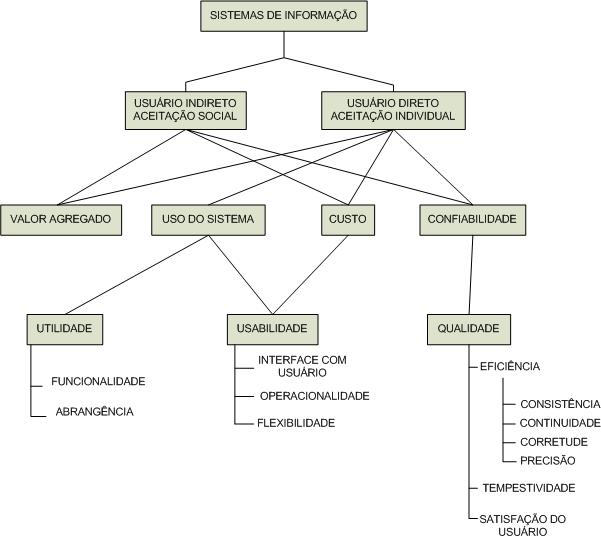 SISTEMAS DE INFORMAÇÃO
USUÁRIO INDIRETO
ACEITAÇÃO SOCIAL
USUÁRIO DIRETO
ACEITAÇÃO INDIVIDUAL
VALOR AGREGADO
USO DO SISTEMA
CUSTO
CONFIABILIDADE
UTILIDADE
FUNCIONALIDADE
ABRANGÊNCIA
USABILIDADE
INTERFACE COM
USUÁRIO
OPERACIONALIDADE
FLEXIBILIDADE
QUALIDADE
EFICIÊNCIA
CONSISTÊNCIA
CONTINUIDADE
CORRETUDE
PRECISÃO
TEMPESTIVIDADE
SATISFAÇÃO DO
USUÁRIO